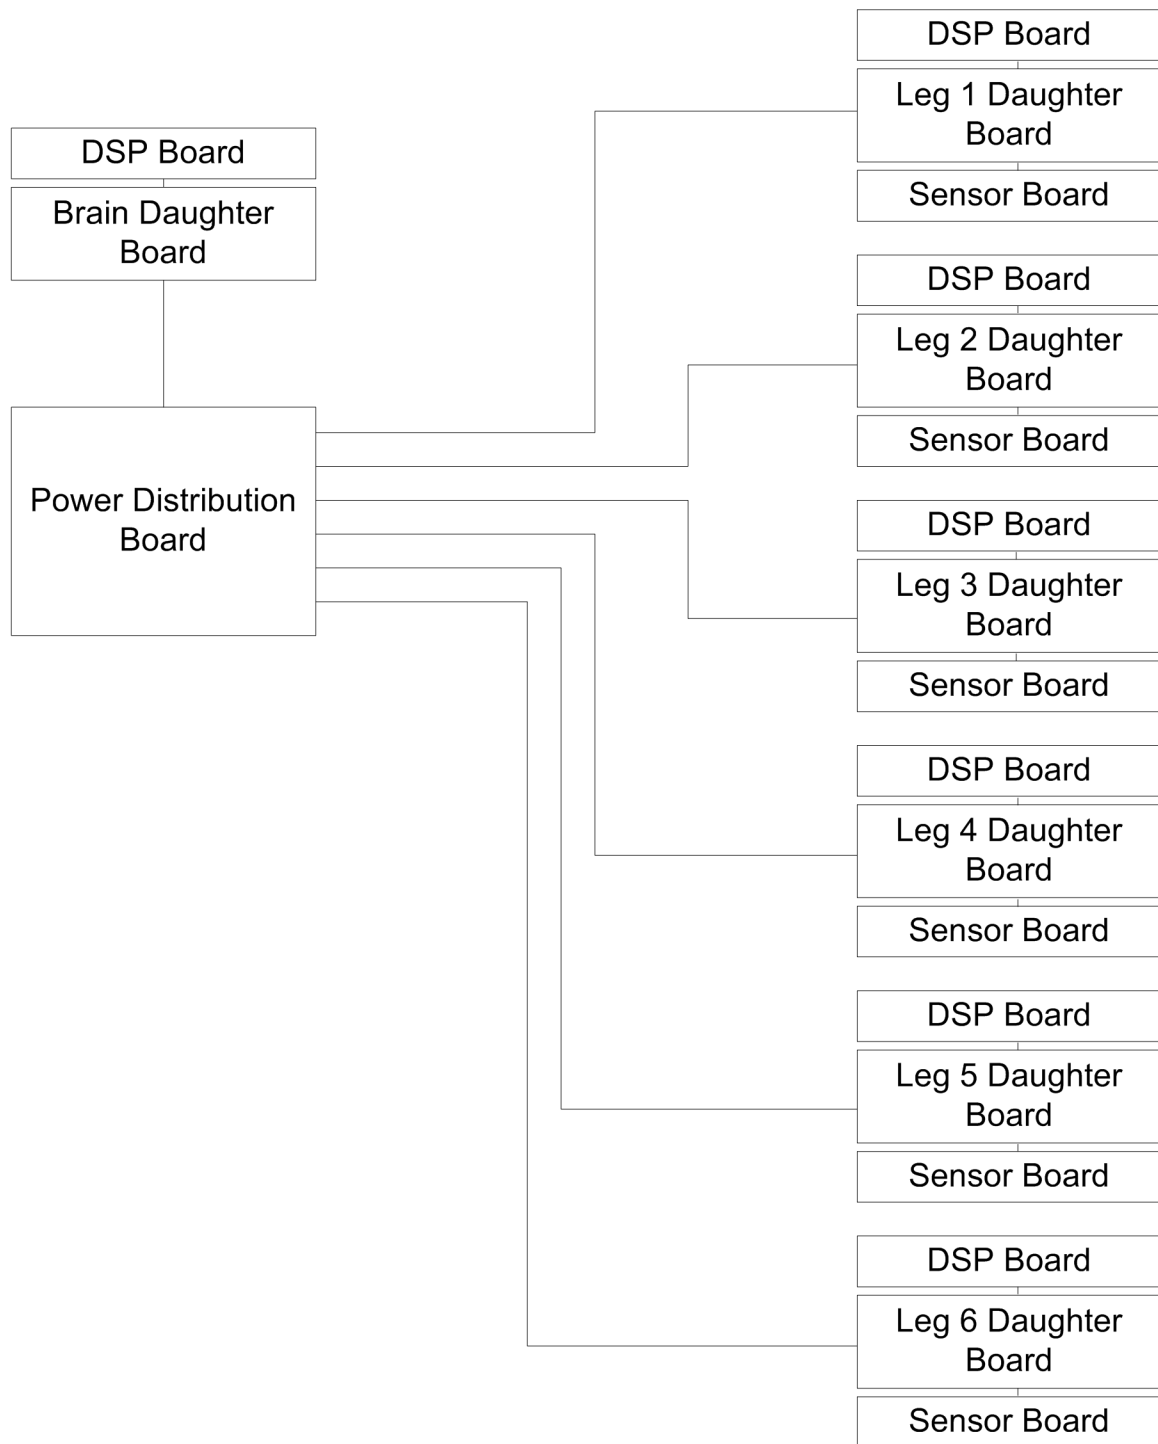 DSP Board
Brain Daughter
Board
Power Distribution
Board
DSP Board
Leg 1 Daughter
Board
Sensor Board
DSP Board
Leg 2 Daughter
Board
Sensor Board
DSP Board
Leg 3 Daughter
Board
Sensor Board
DSP Board
Leg 4 Daughter
Board
Sensor Board
DSP Board
Leg 5 Daughter
Board
Sensor Board
DSP Board
Leg 6 Daughter
Board
Sensor Board